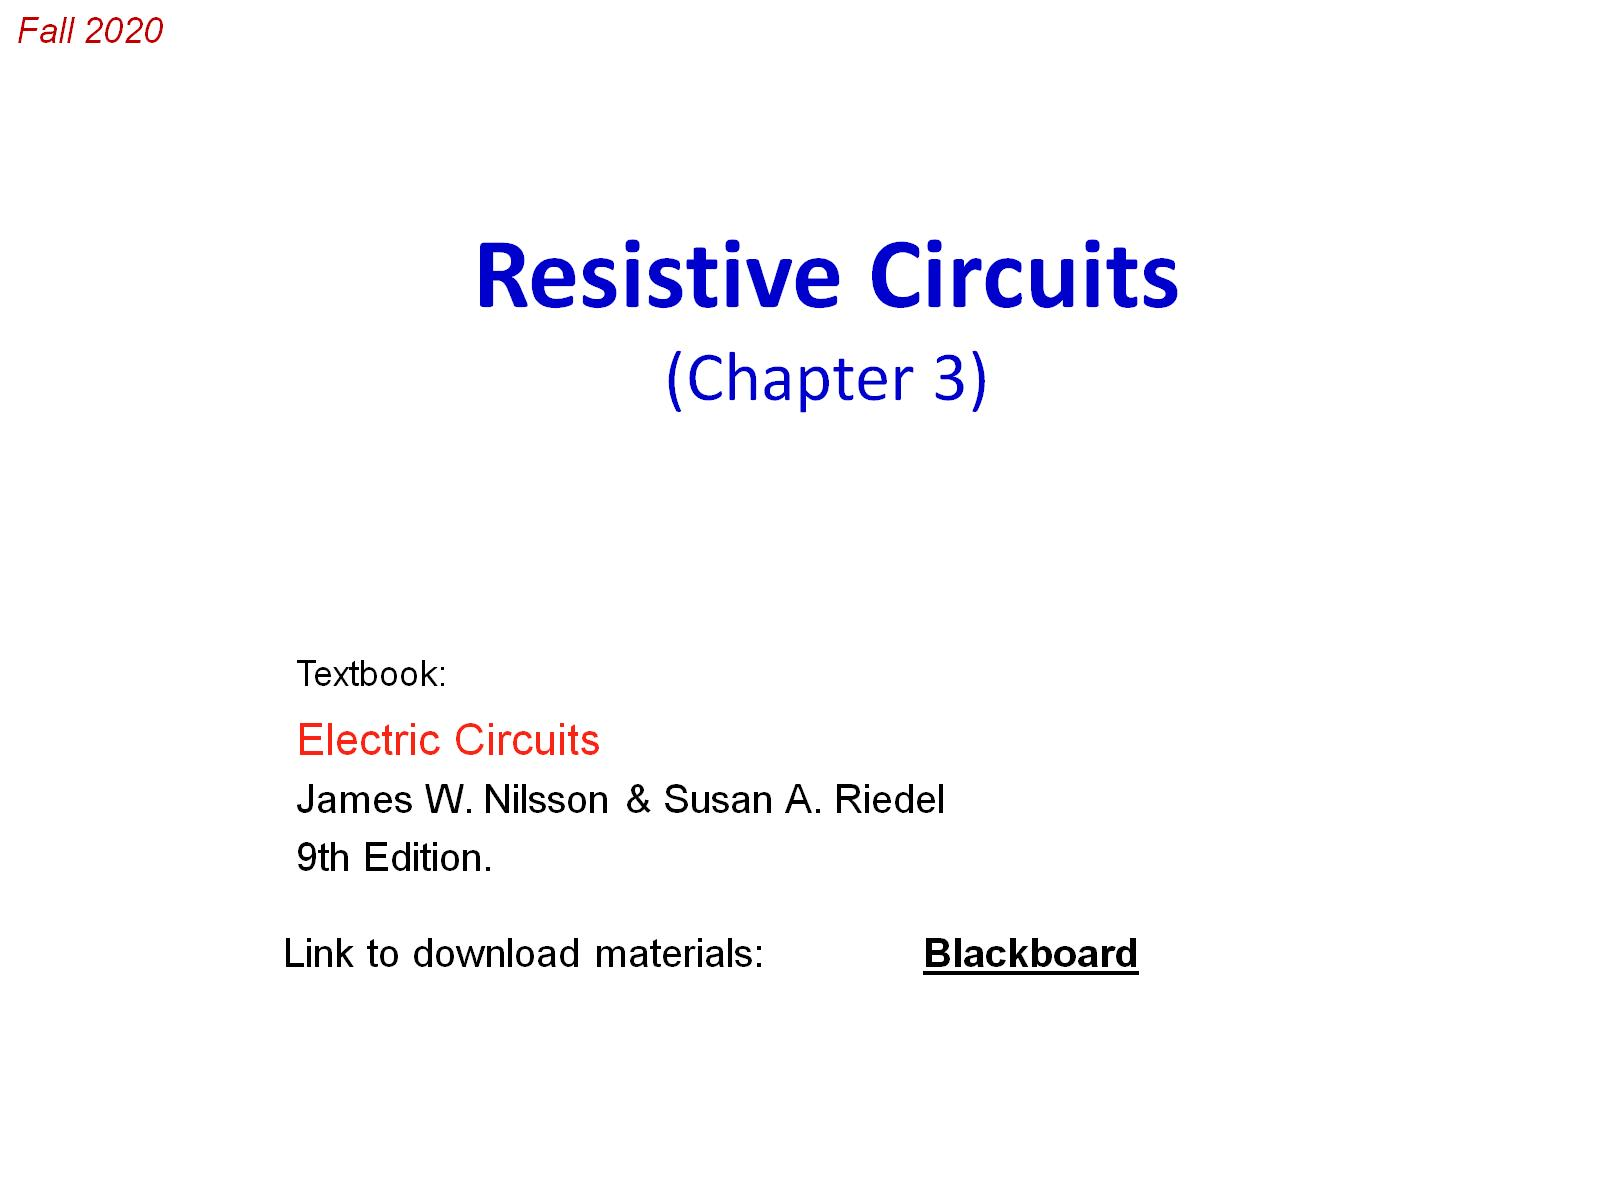 Fall 2020
Resistive Circuits
(Chapter 3)
Textbook:
Electric Circuits
James W. Nilsson & Susan A. Riedel
9th Edition.
Link to download materials: Blackboard